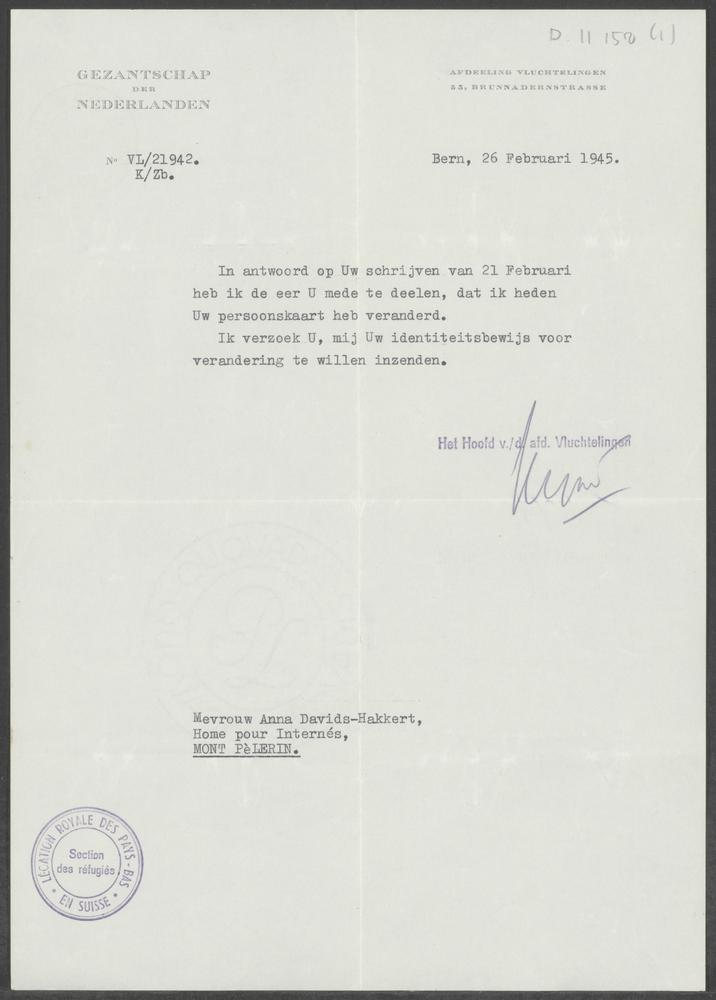 D. II 150 (1)
GEZANTSCHAP
DER
NEDERLANDEN
AFDEELING VLUCHTELINGEN
33, BRUNNADERNSTRASSE
No VL/21942.
K/Zb.
Bern, 26 Februari 1945.
In antwoord op Uw schrijven van 21 Februari
heb ik de eer U mede te deelen, dat ik heden
Uw persoonskaart heb veranderd.
Ik verzoek U, mij Uw identiteitsbewijs voor
verandering te willen inzenden.
Het Hoofd v./d. afd. Vluchtelingen
Mevrouw Anna Davids-Hakkert,
Home pour Internés,
MONT PèLERIN.
LÉGATION ROYALE DES PAYS-BAS
Section
des réfugiés
* EN SUISSE *